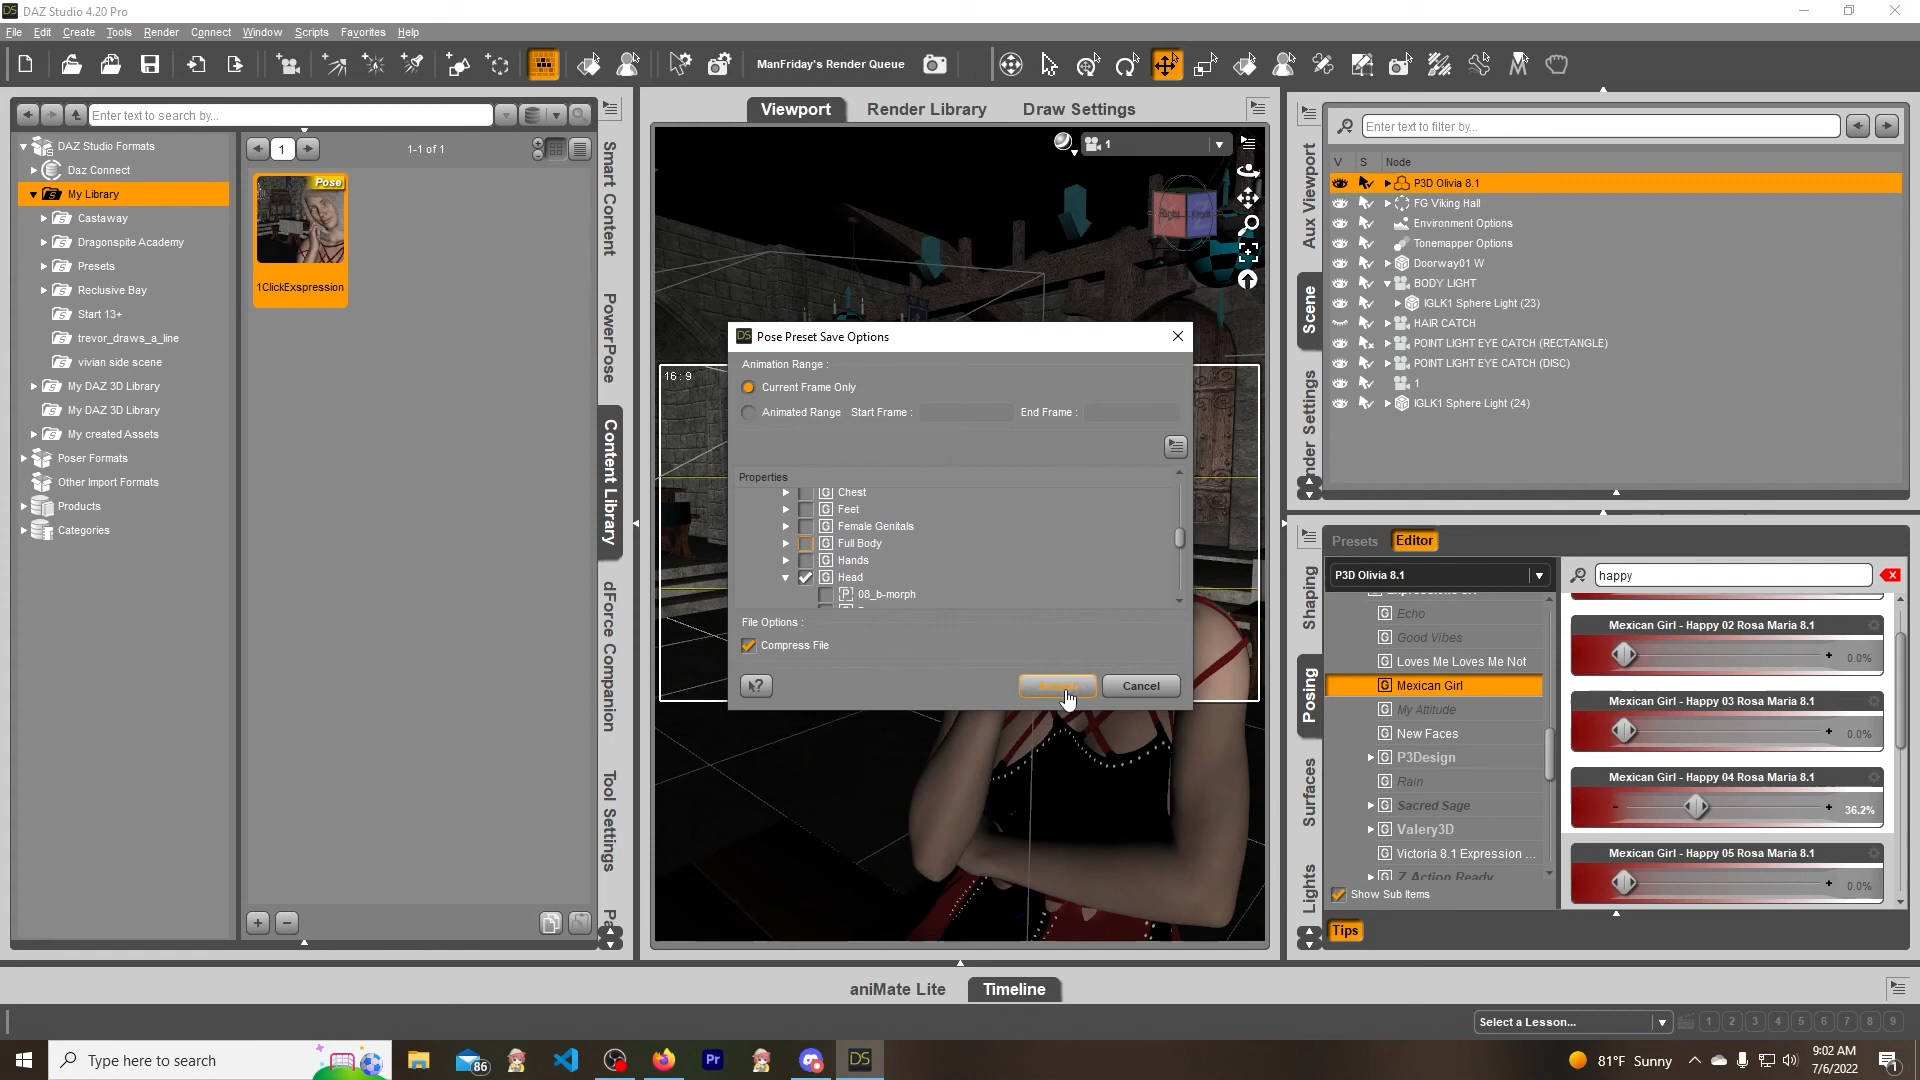 DAZ Studio 4.20 Pro
File Edit Create Tools Render Connect Window Scripts Favorites Help
ManFriday's Render Queue
Enter text to search by...
DAZ Studio Formats
Daz Connect
My Library
Castaway
Dragonspite Academy
Presets
Reclusive Bay
Start 13+
trevor_draws_a_line
vivian side scene
My DAZ 3D Library
My DAZ 3D Library
My created Assets
Poser Formats
Other Import Formats
Products
Categories
1
1-1 of 1
Pose
1ClickExspression
Smart Content
PowerPose
Content Library
dForce Companion
Tool Settings
Viewport Render Library Draw Settings
1
Right Front
16 : 9
Pose Preset Save Options
Animation Range :
Current Frame Only
Animated Range Start Frame : End Frame :
Properties
Chest
Feet
Female Genitals
Full Body
Hands
Head
08_b-morph
File Options :
Compress File
Cancel
Aux Viewport
Scene
Enter text to filter by...
V S Node
P3D Olivia 8.1
FG Viking Hall
Environment Options
Tonemapper Options
Doorway01 W
BODY LIGHT
IGLK1 Sphere Light (23)
HAIR CATCH
POINT LIGHT EYE CATCH (RECTANGLE)
POINT LIGHT EYE CATCH (DISC)
1
IGLK1 Sphere Light (24)
Shaping
Posing
Surfaces
Lights
Presets Editor
P3D Olivia 8.1
happy
Echo
Good Vibes
Loves Me Loves Me Not
Mexican Girl
My Attitude
New Faces
P3Design
Rain
Sacred Sage
Valery3D
Victoria 8.1 Expression ...
Z Action Ready
Show Sub Items
Mexican Girl - Happy 02 Rosa Maria 8.1
0.0%
Mexican Girl - Happy 03 Rosa Maria 8.1
0.0%
Mexican Girl - Happy 04 Rosa Maria 8.1
36.2%
Mexican Girl - Happy 05 Rosa Maria 8.1
0.0%
Tips
aniMate Lite Timeline
Select a Lesson... 1 2 3 4 5 6 7 8 9
Type here to search
86
Pr
DS
81°F Sunny
9:02 AM
7/6/2022
1